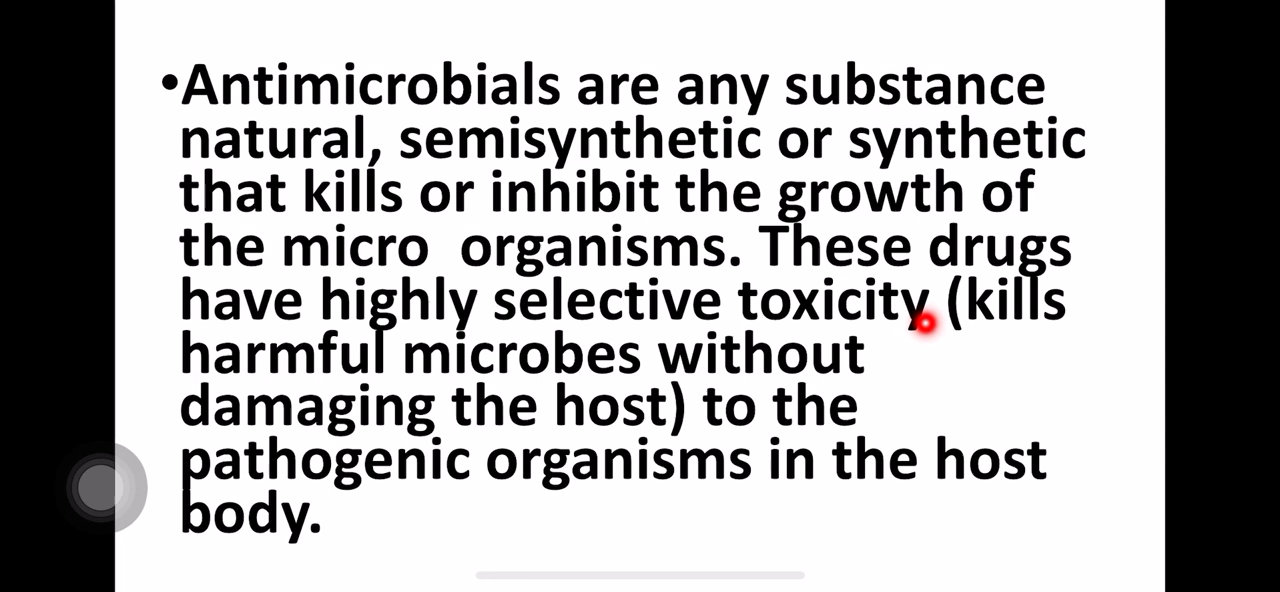 •Antimicrobials are any substance
natural, semisynthetic or synthetic
that kills or inhibit the growth of
the micro  organisms. These drugs
have highly selective toxicity (kills
harmful microbes without
damaging the host) to the
pathogenic organisms in the host
body.